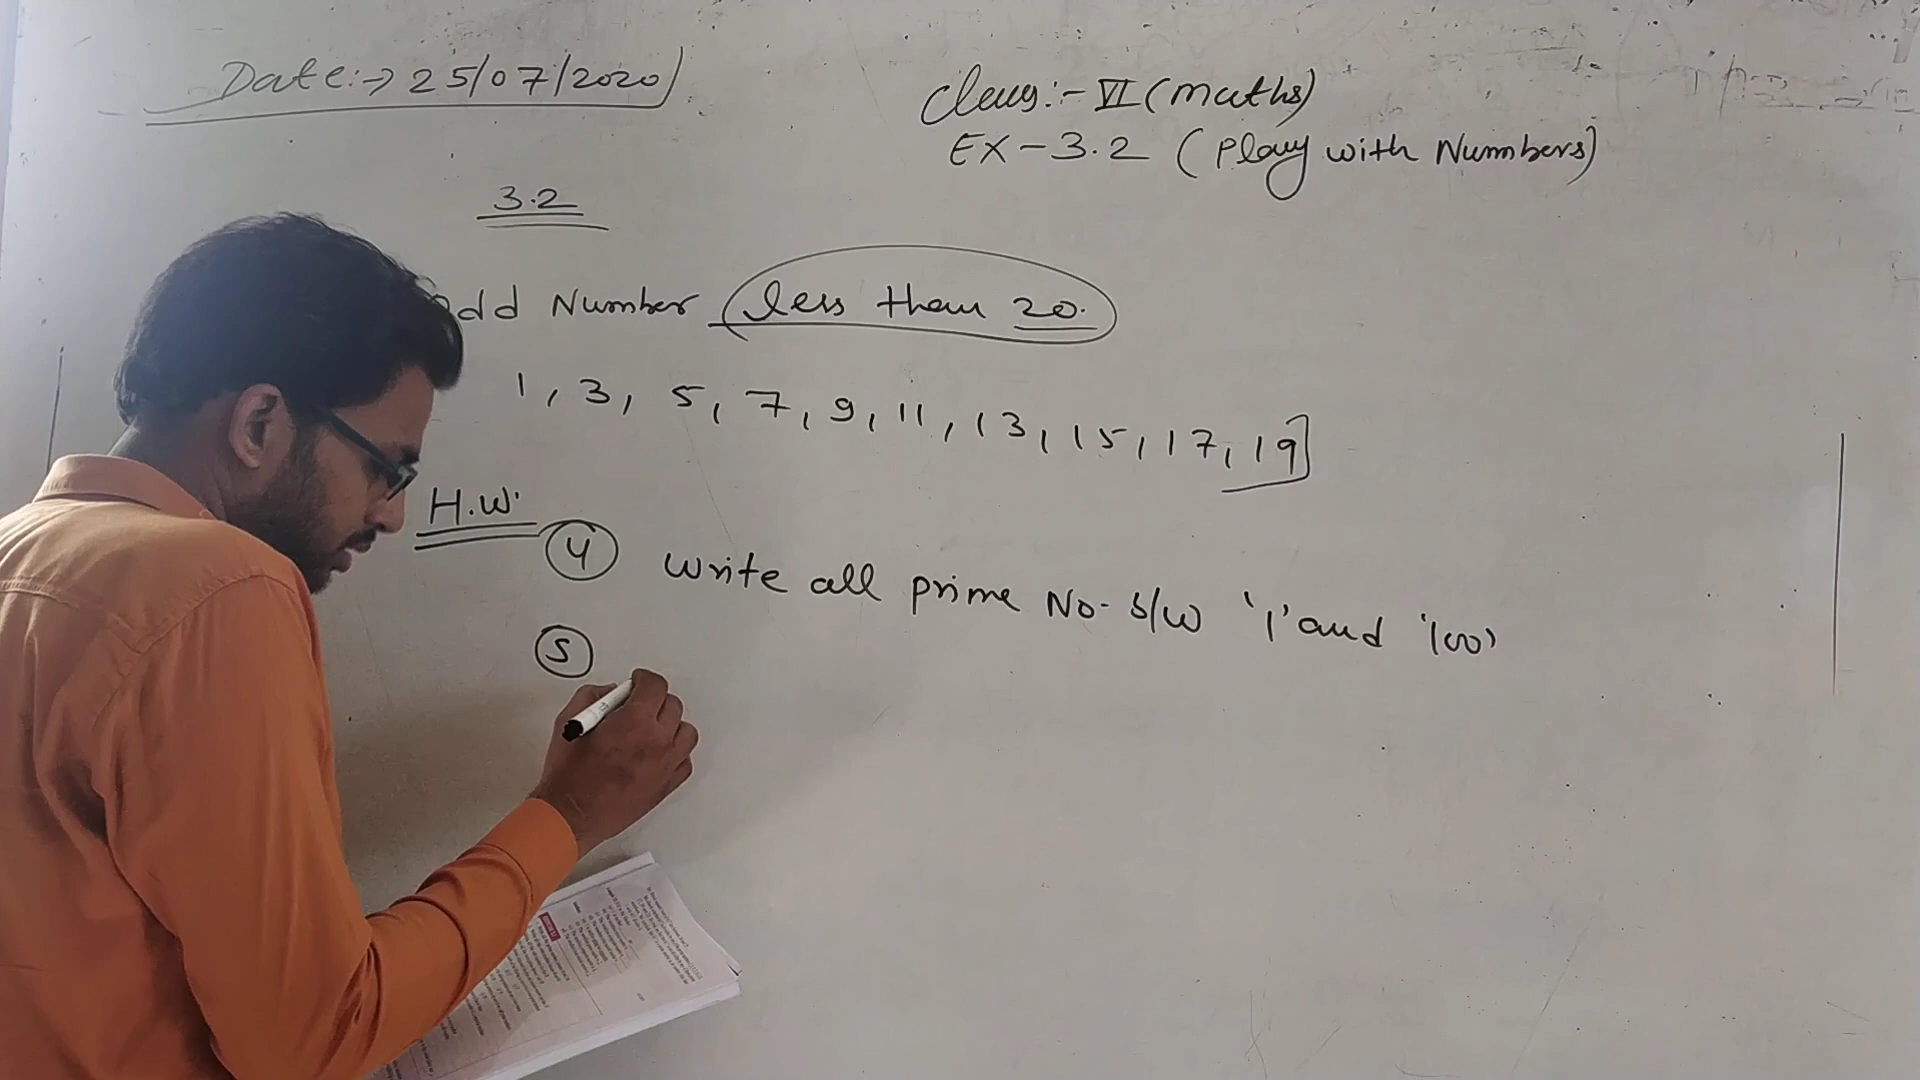 Date:→ 25/07/2020
Class:- VI (Maths)
EX-3.2 (Play with Numbers)
3.2
Odd Number less than 20.
1, 3, 5, 7, 9, 11, 13, 15, 17, 19
H.W.
4 Write all prime No. b/w '1' and '100'
5